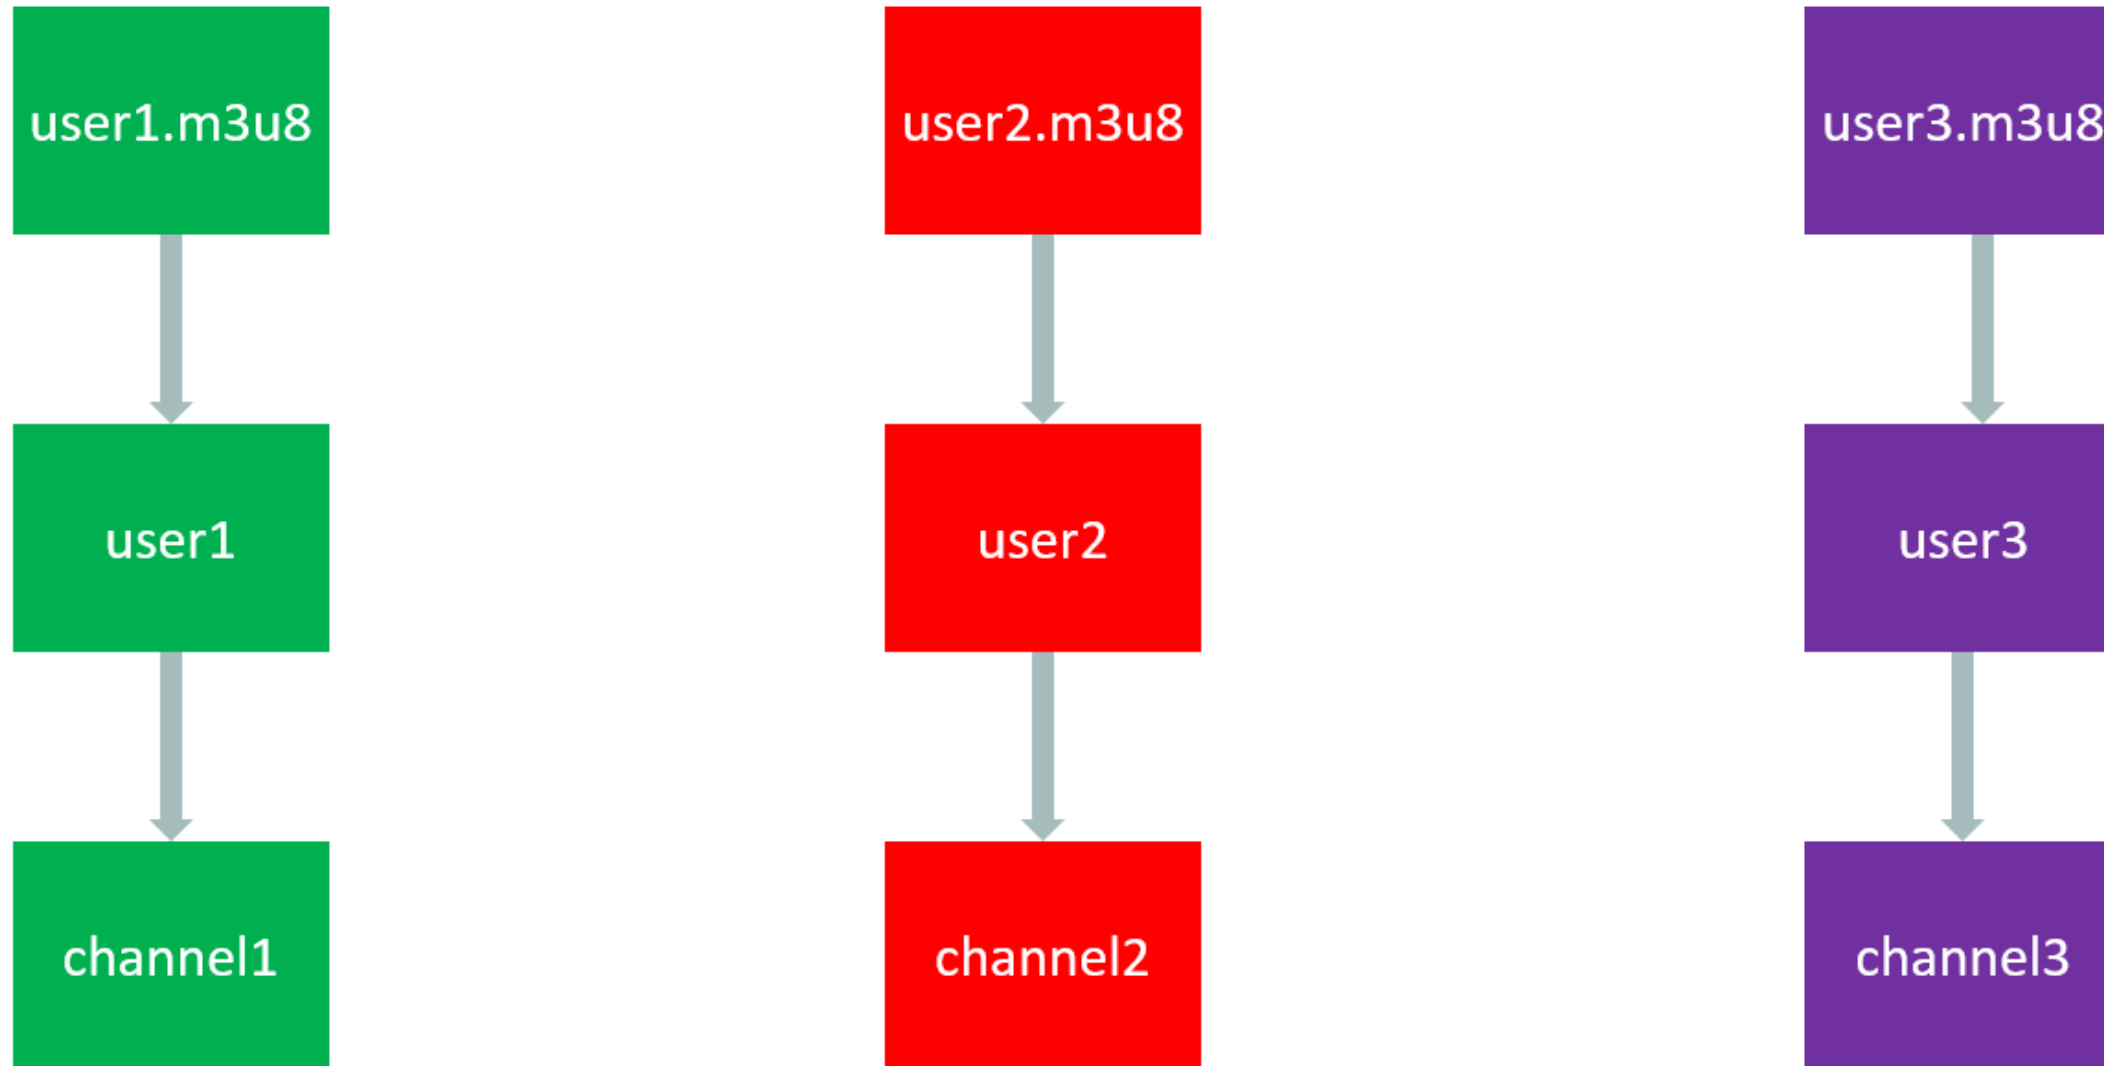 user1.m3u8
user2.m3u8
user3.m3u8
user1
user2
user3
channel1
channel2
channel3